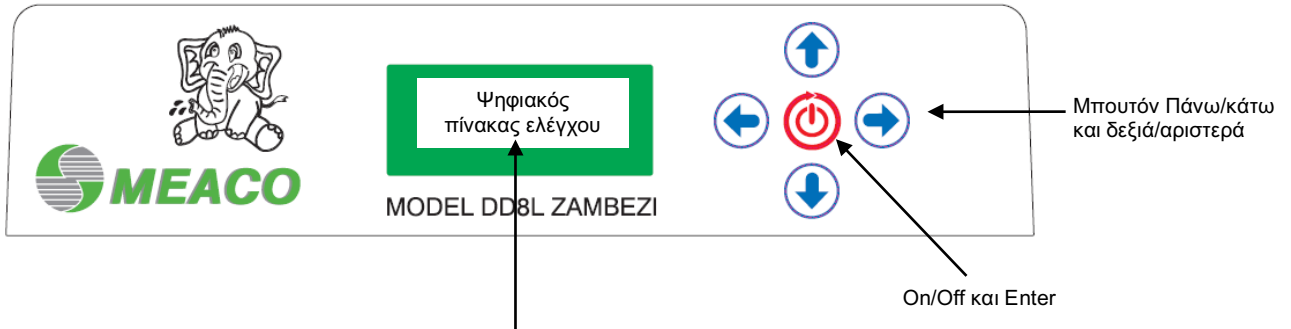 Ψηφιακός
πίνακας ελέγχου
Μπουτόν Πάνω/κάτω
και δεξιά/αριστερά
MEACO
MODEL DD8L ZAMBEZI
On/Off και Enter